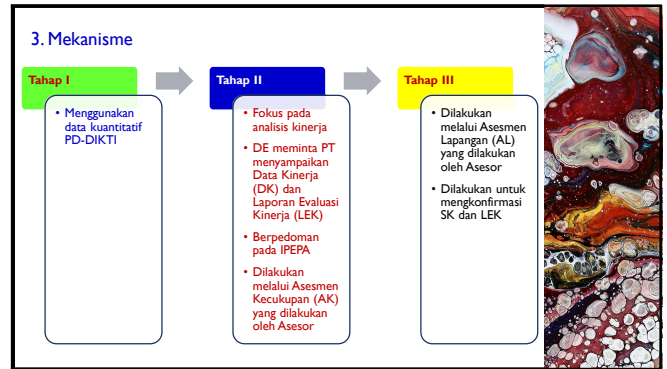 3. Mekanisme
Tahap I
• Menggunakan
data kuantitatif
PD-DIKTI
Tahap II
• Fokus pada
analisis kinerja
• DE meminta PT
menyampaikan
Data Kinerja
(DK) dan
Laporan Evaluasi
Kinerja (LEK)
• Berpedoman
pada IPEPA
• Dilakukan
melalui Asesmen
Kecukupan (AK)
yang dilakukan
oleh Asesor
Tahap III
• Dilakukan
melalui Asesmen
Lapangan (AL)
yang dilakukan
oleh Asesor
• Dilakukan untuk
mengkonfirmasi
SK dan LEK